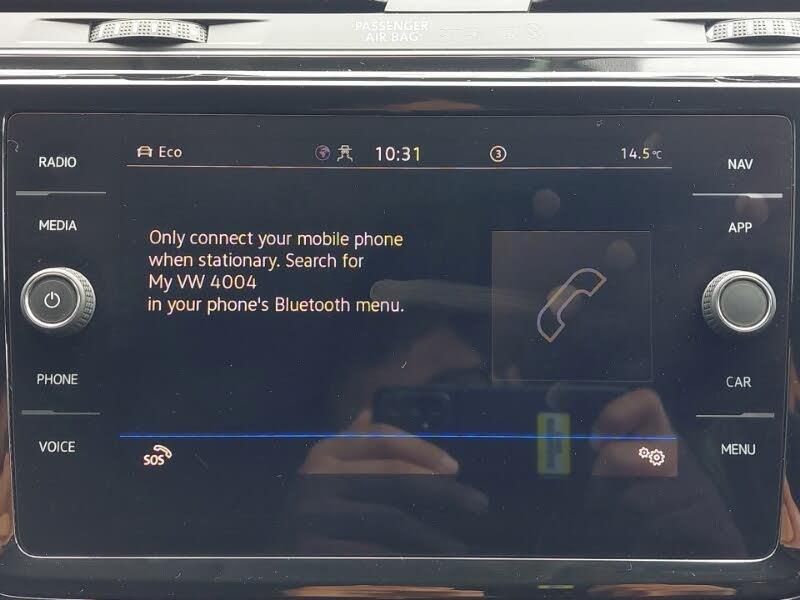 PASSENGER
AIR BAG
RADIO
MEDIA
PHONE
VOICE
Eco
10:31
3
14.5°C
Only connect your mobile phone
when stationary. Search for
My VW 4004
in your phone's Bluetooth menu.
SOS
NAV
APP
CAR
MENU